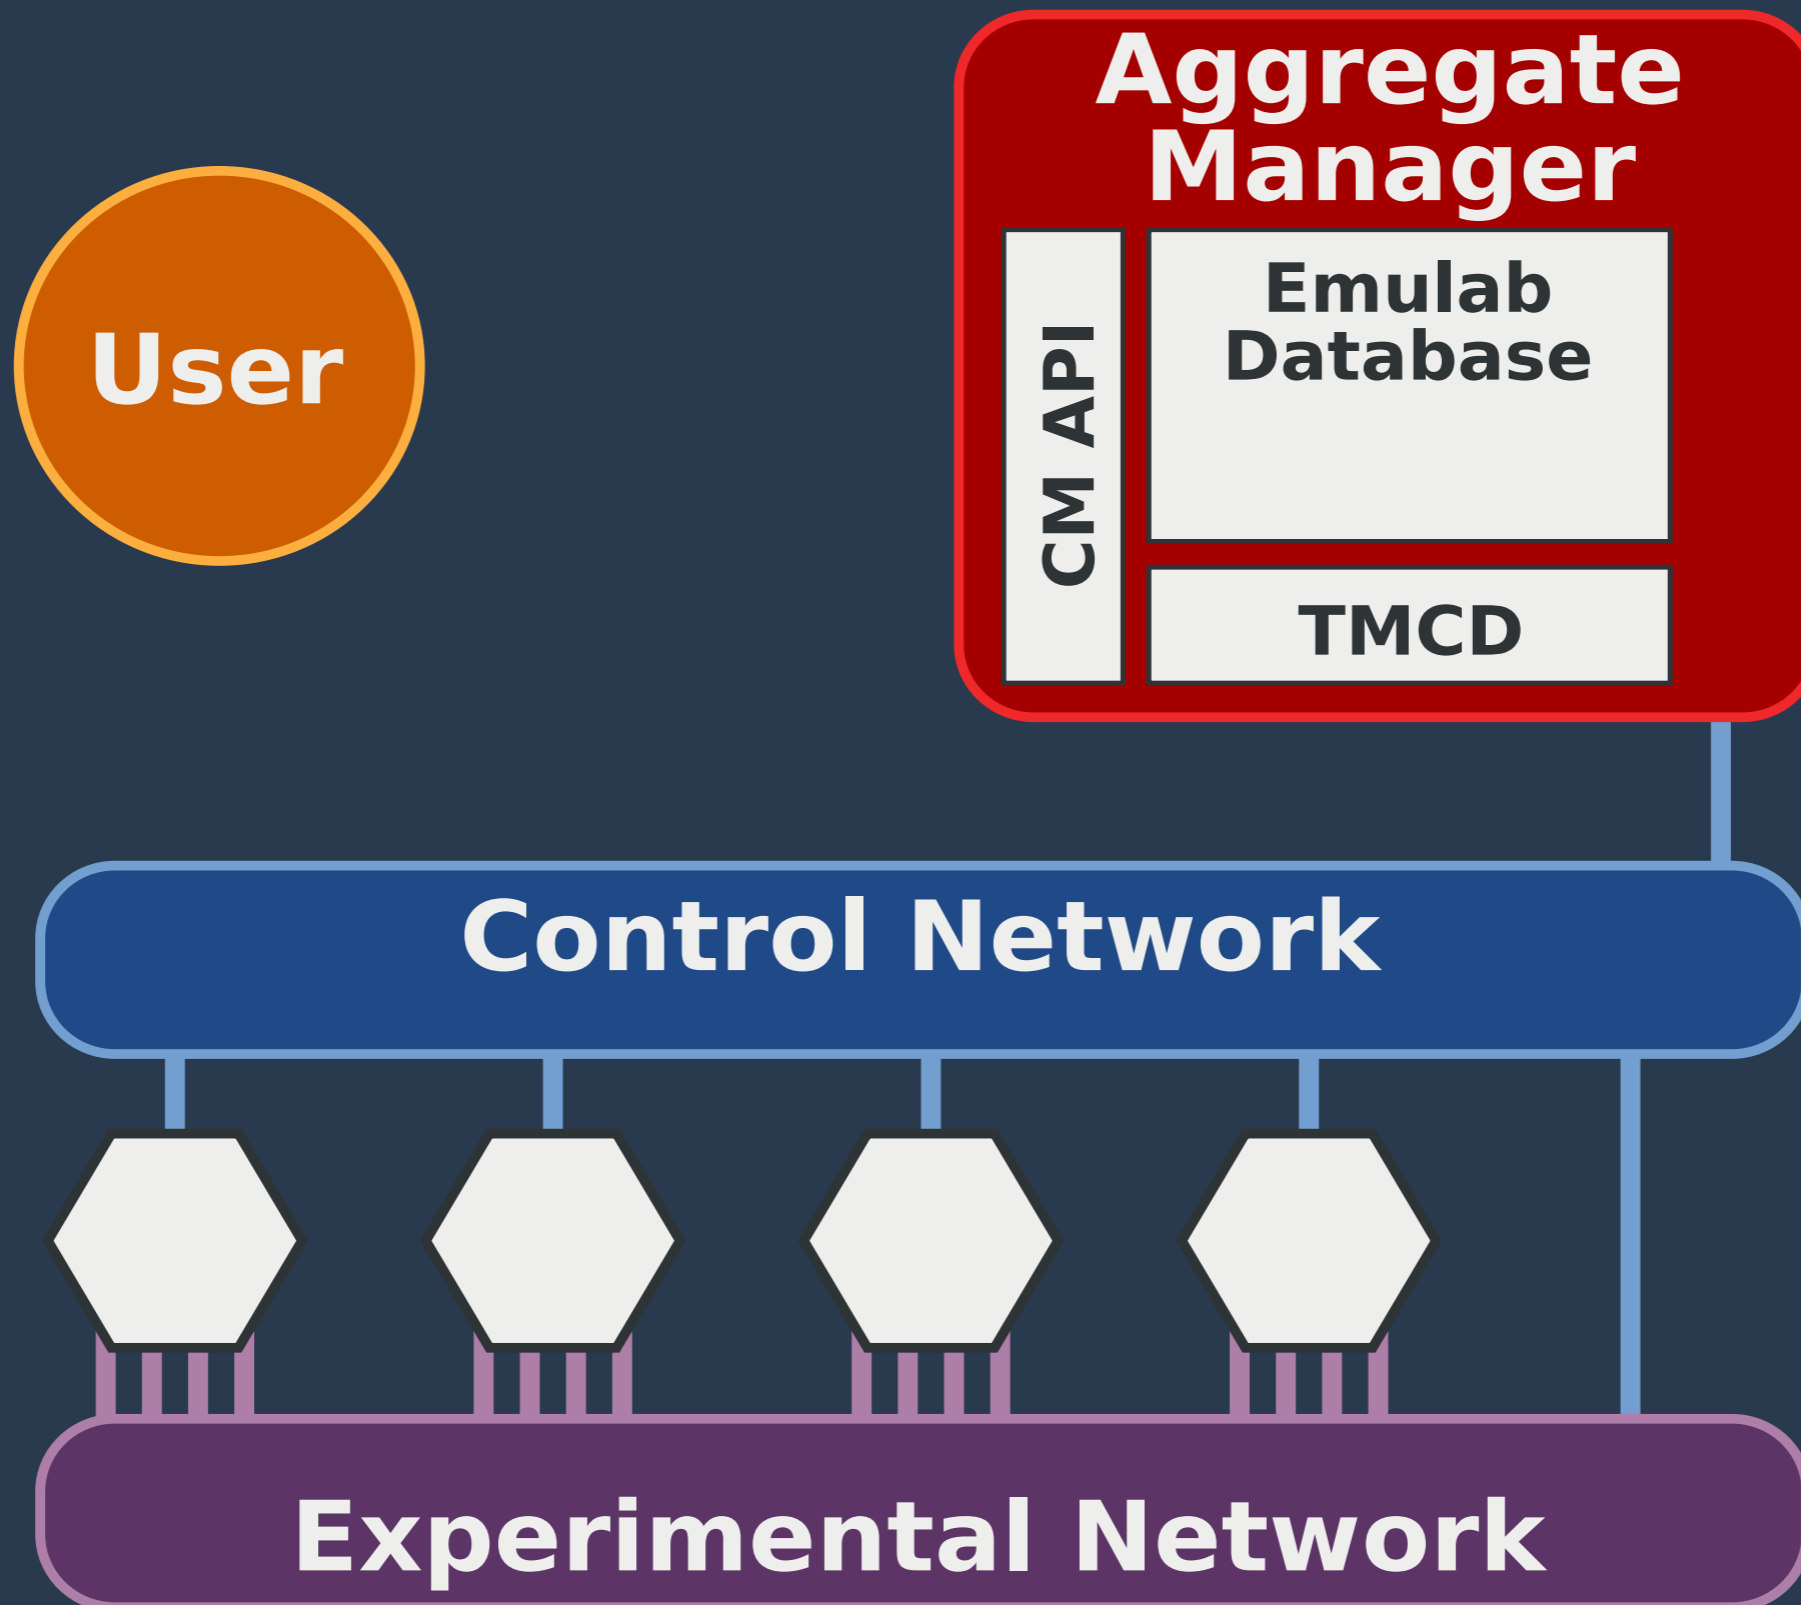 Aggregate
Manager
User
CM API
Emulab
Database
TMCD
Control Network
Experimental Network